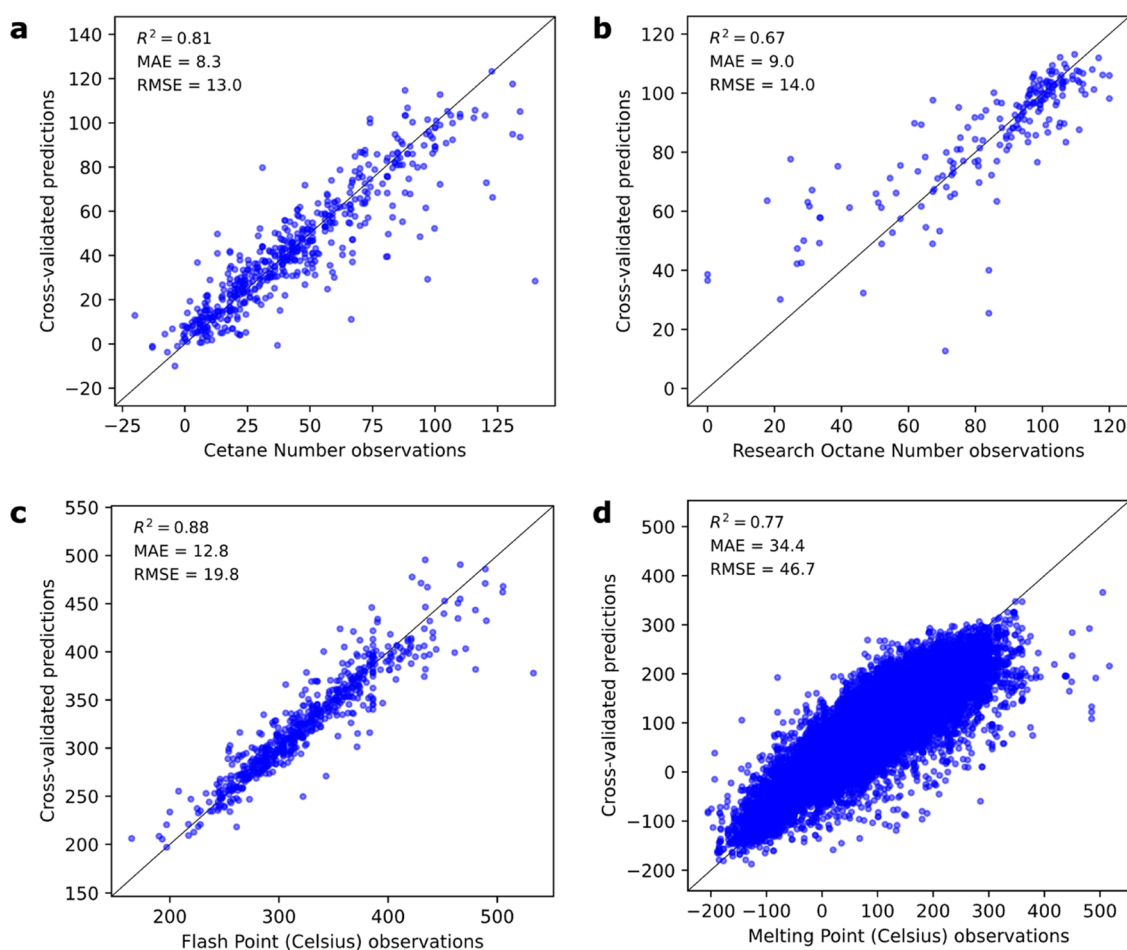 a
R² = 0.81
MAE = 8.3
RMSE = 13.0
140
120
100
80
60
40
20
0
−20
Cross-validated predictions
−25 0 25 50 75 100 125
Cetane Number observations
b
R² = 0.67
MAE = 9.0
RMSE = 14.0
120
100
80
60
40
20
0
Cross-validated predictions
0 20 40 60 80 100 120
Research Octane Number observations
c
R² = 0.88
MAE = 12.8
RMSE = 19.8
550
500
450
400
350
300
250
200
150
Cross-validated predictions
200 300 400 500
Flash Point (Celsius) observations
d
R² = 0.77
MAE = 34.4
RMSE = 46.7
500
400
300
200
100
0
−100
−200
Cross-validated predictions
−200 −100 0 100 200 300 400 500
Melting Point (Celsius) observations